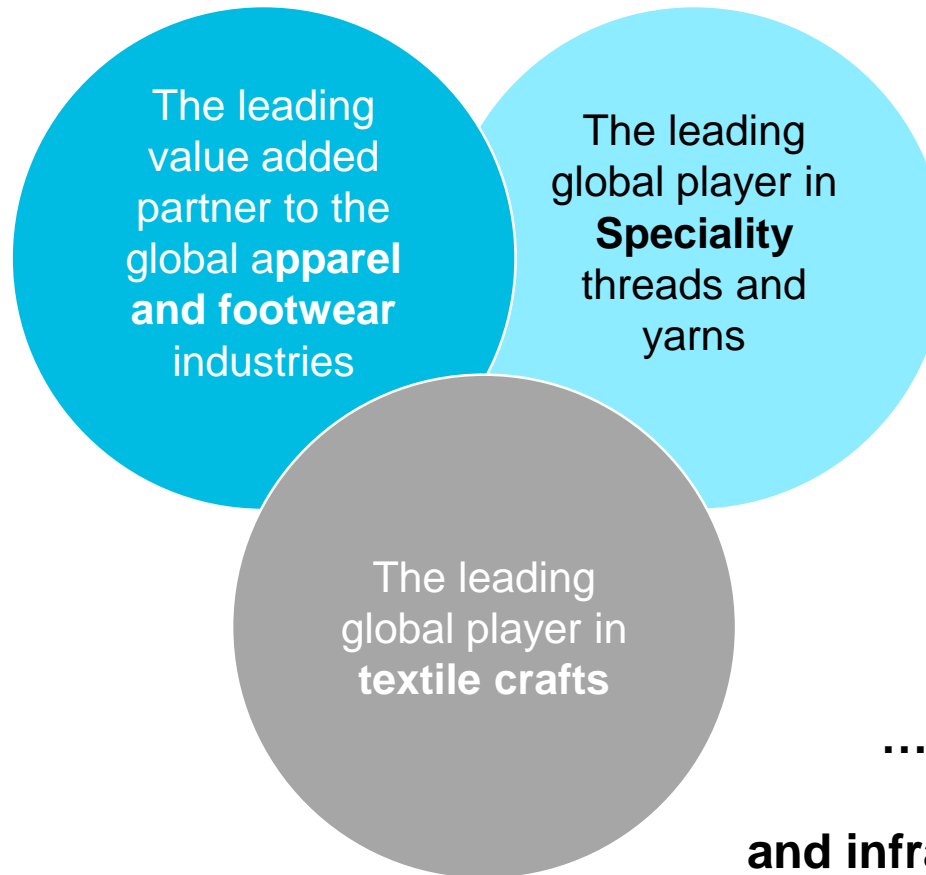 The leading
value added
partner to the
global apparel
and footwear
industries
The leading
global player in
Speciality
threads and
yarns
The leading
global player in
textile crafts
...
and infra